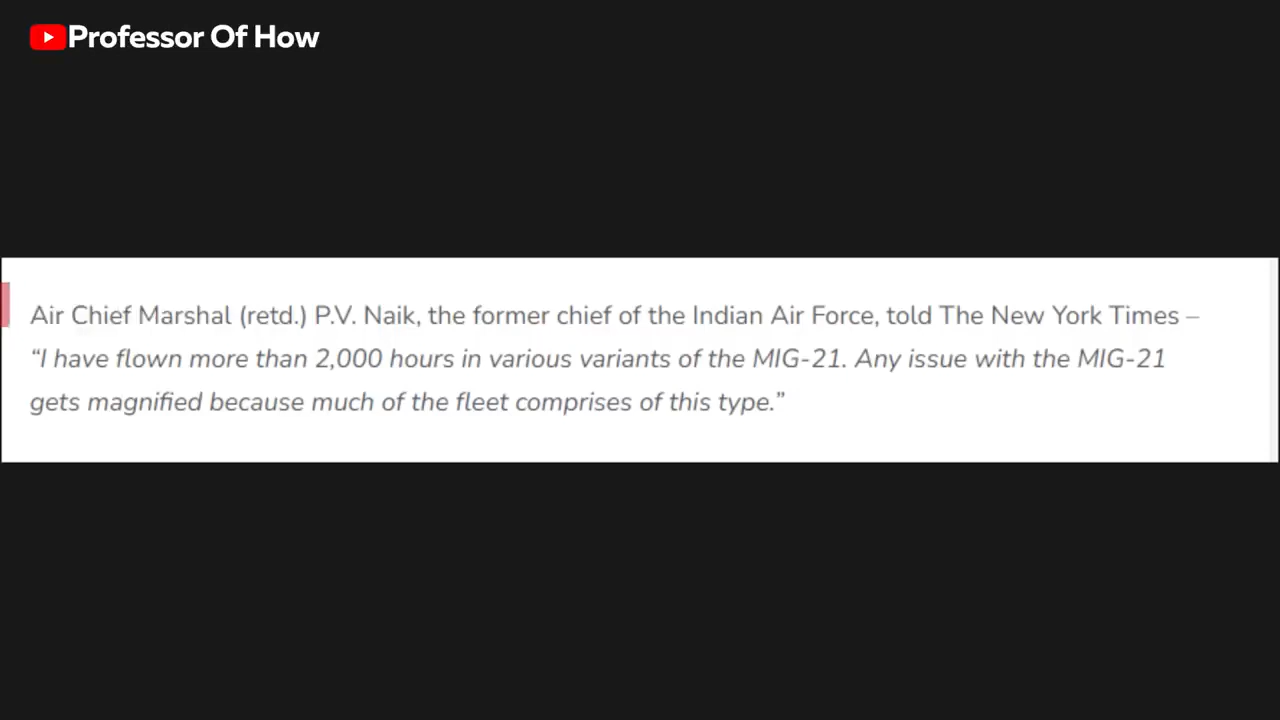 Professor Of How
Air Chief Marshal (retd.) P.V. Naik, the former chief of the Indian Air Force, told The New York Times –
“I have flown more than 2,000 hours in various variants of the MIG-21. Any issue with the MIG-21
gets magnified because much of the fleet comprises of this type.”